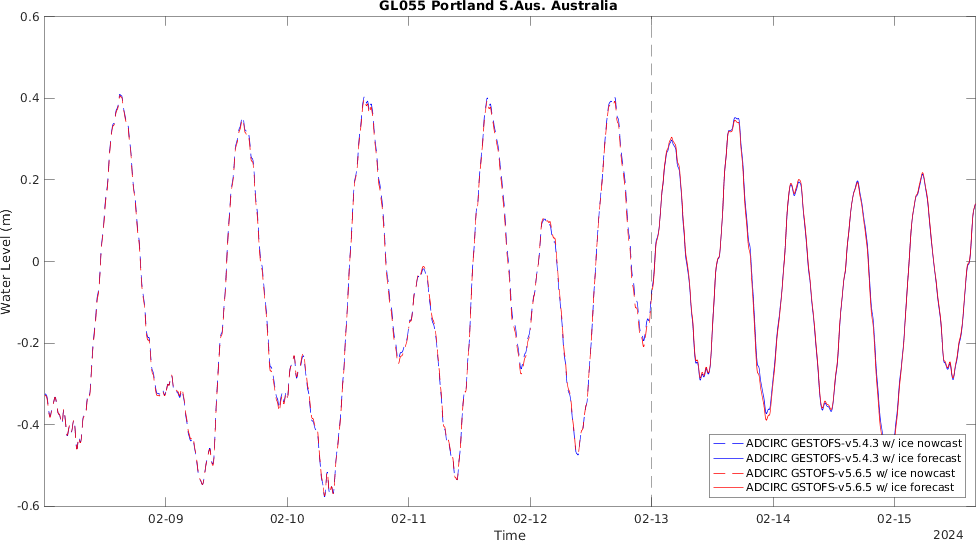 GL055 Portland S.Aus. Australia
Water Level (m)
0.6
0.4
0.2
0
-0.2
-0.4
-0.6
02-09
02-10
02-11
02-12
02-13
02-14
02-15
Time
2024
ADCIRC GESTOFS-v5.4.3 w/ ice nowcast
ADCIRC GESTOFS-v5.4.3 w/ ice forecast
ADCIRC GSTOFS-v5.6.5 w/ ice nowcast
ADCIRC GSTOFS-v5.6.5 w/ ice forecast